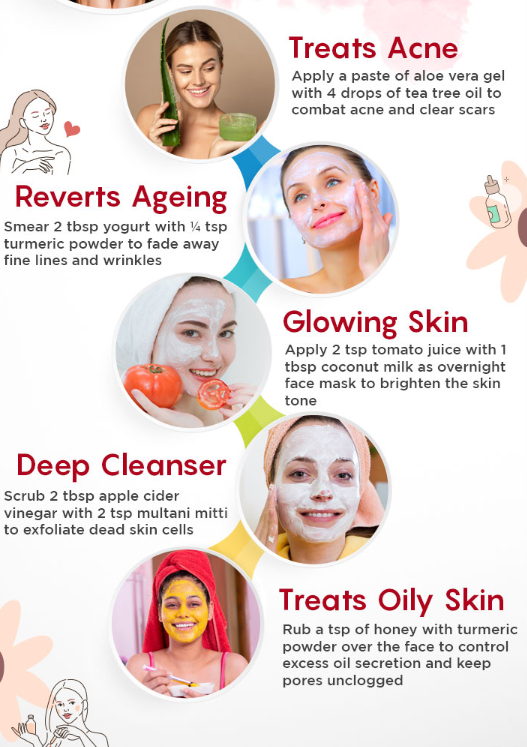 Treats Acne
Apply a paste of aloe vera gel
with 4 drops of tea tree oil to
combat acne and clear scars
Reverts Ageing
Smear 2 tbsp yogurt with ¼ tsp
turmeric powder to fade away
fine lines and wrinkles
Glowing Skin
Apply 2 tsp tomato juice with 1
tbsp coconut milk as overnight
face mask to brighten the skin
tone
Deep Cleanser
Scrub 2 tbsp apple cider
vinegar with 2 tsp multani mitti
to exfoliate dead skin cells
Treats Oily Skin
Rub a tsp of honey with turmeric
powder over the face to control
excess oil secretion and keep
pores unclogged